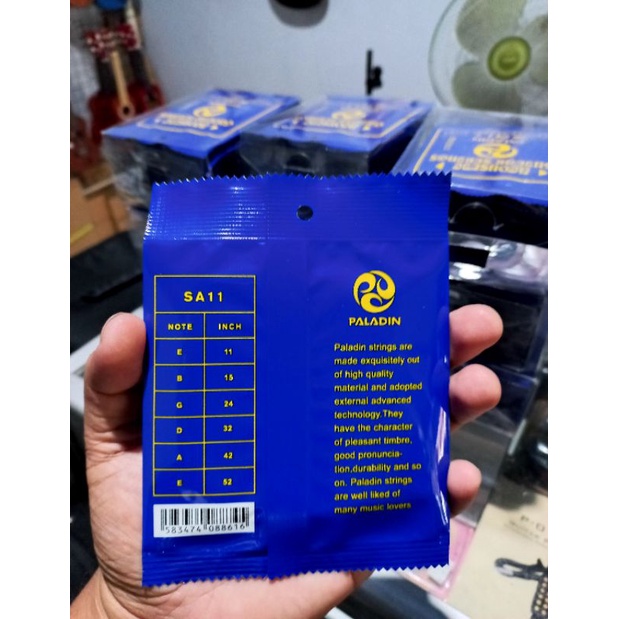 SA11
NOTE INCH
E 11
B 15
G 24
D 32
A 42
E 52
583474 088616
PALADIN
Paladin strings are
made exquisitely out
of high quality
material and adopted
external advanced
technology.They
have the character
of pleasant timbre,
good pronuncia-
tion,durability and so
on. Paladin strings
are well liked of
many music lovers